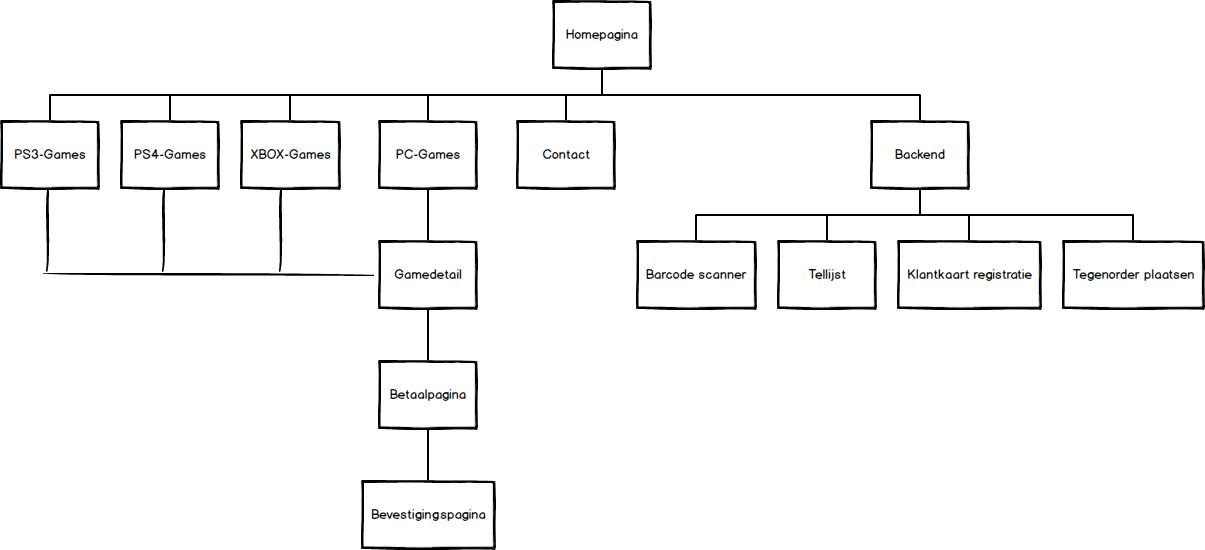 Homepagina
PS3-Games
PS4-Games
XBOX-Games
PC-Games
Contact
Backend
Gamedetail
Barcode scanner
Tellijst
Klantkaart registratie
Tegenorder plaatsen
Betaalpagina
Bevestigingspagina